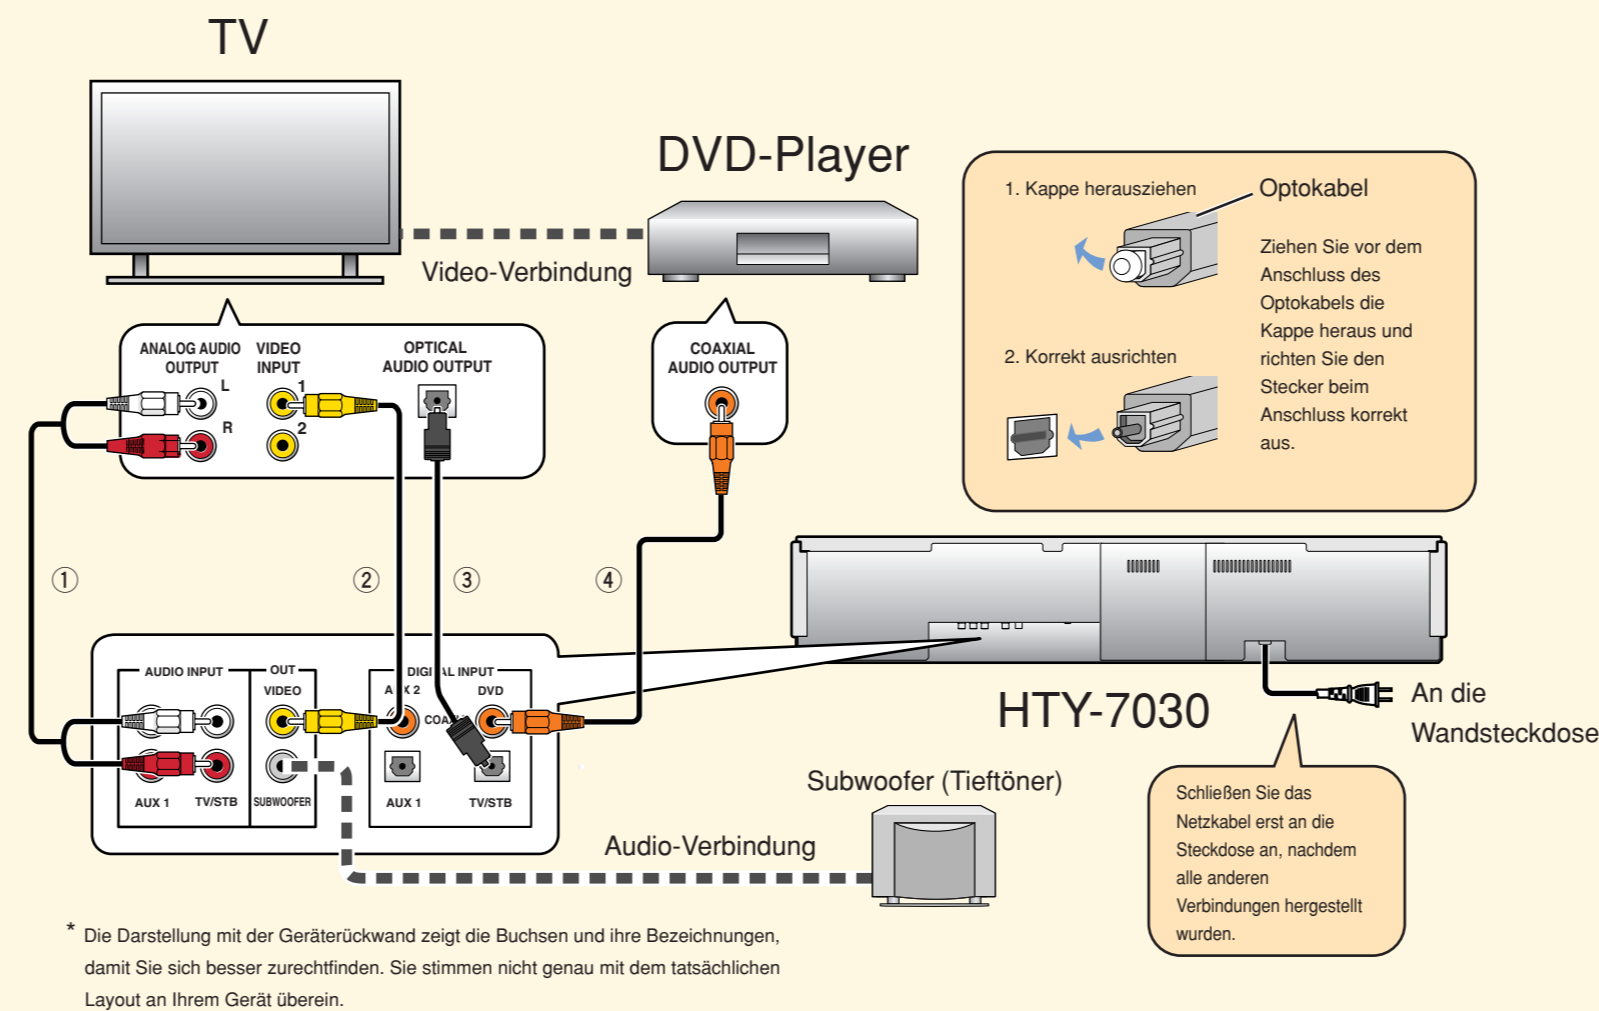 TV
DVD-Player
Video-Verbindung
1. Kappe herausziehen
Optokabel
Ziehen Sie vor dem
Anschluss des
Optokabels die
Kappe heraus und
richten Sie den
Stecker beim
Anschluss korrekt
aus.
2. Korrekt ausrichten
ANALOG AUDIO
OUTPUT
L
R
VIDEO
INPUT
1
2
OPTICAL
AUDIO OUTPUT
COAXIAL
AUDIO OUTPUT
①
②
③
④
AUDIO INPUT
AUX 1
TV/STB
OUT
VIDEO
SUBWOOFER
DIGITAL INPUT
AUX 2
DVD
AUX 1
TV/STB
HTY-7030
An die
Wandsteckdose
Subwoofer (Tieftöner)
Audio-Verbindung
Schließen Sie das
Netzkabel erst an die
Steckdose an, nachdem
alle anderen
Verbindungen hergestellt
wurden.
* Die Darstellung mit der Geräterückwand zeigt die Buchsen und ihre Bezeichnungen,
damit Sie sich besser zurechtfinden. Sie stimmen nicht genau mit dem tatsächlichen
Layout an Ihrem Gerät überein.